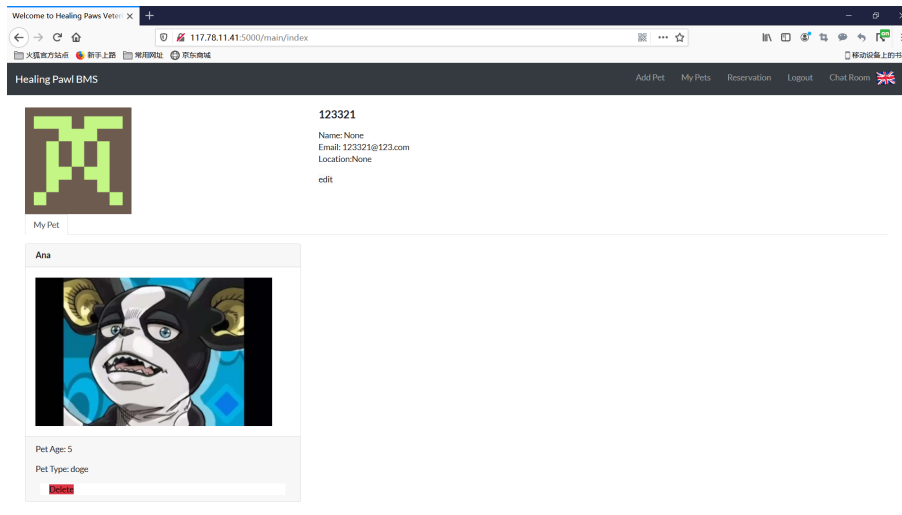 Welcome to Healing Paws Veteri
117.78.11.41:5000/main/index
火狐官方站点 新手上路 常用网址 京东商城 移动设备上的书
Healing Pawl BMS Add Pet My Pets Reservation Logout Chat Room
123321
Name: None
Email: 123321@123.com
Location:None
edit
My Pet
Ana
Pet Age: 5
Pet Type: doge
Delete